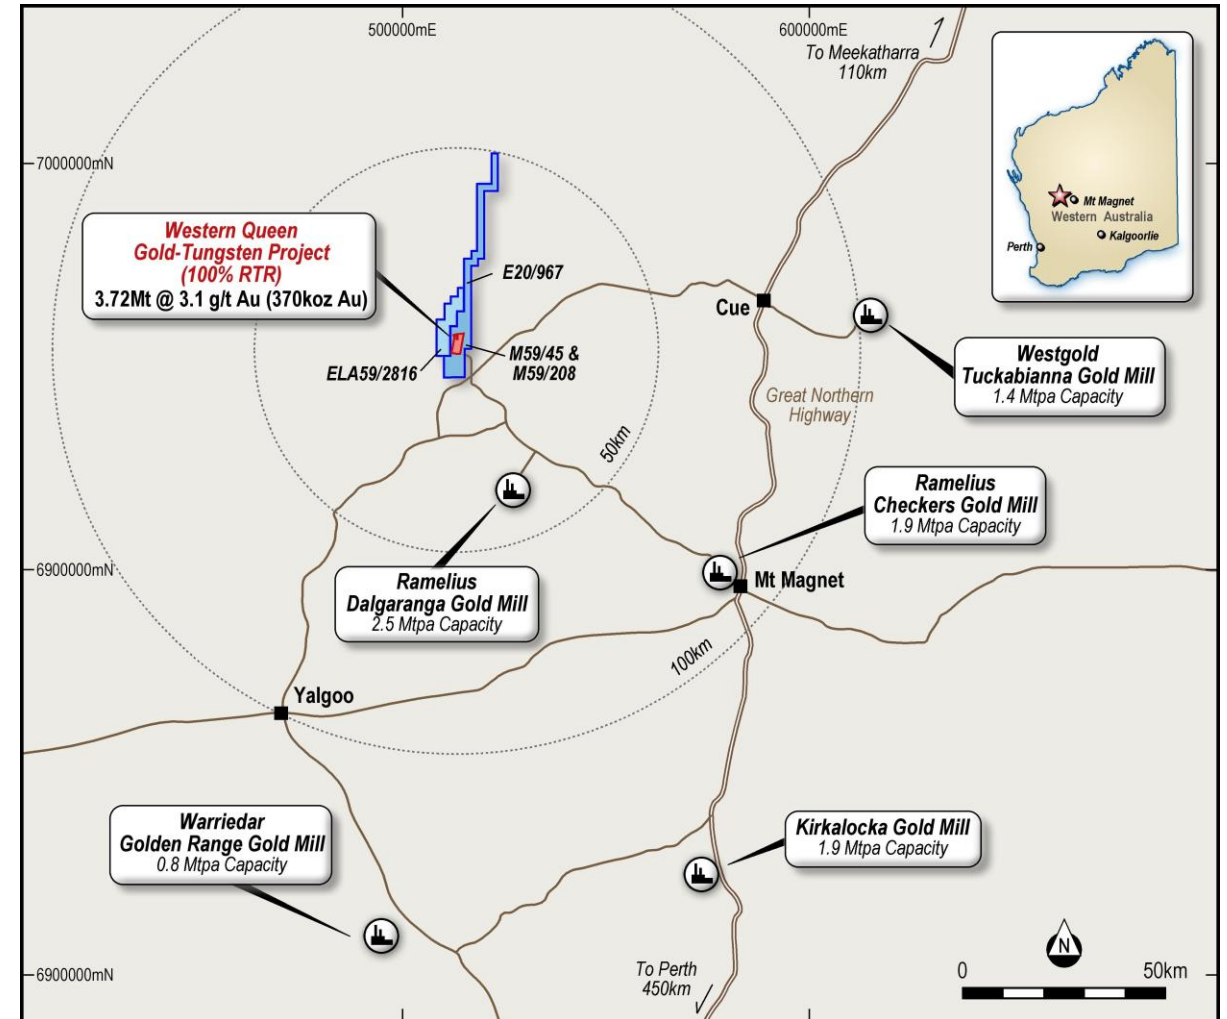 500000mE
600000mE
To Meekatharra
110km
7000000mN
Mt Magnet
Western Australia
Kalgoorlie
Perth
Western Queen
Gold-Tungsten Project
(100% RTR)
3.72Mt @ 3.1 g/t Au (370koz Au)
E20/967
Cue
ELA59/2816
M59/45 &
M59/208
Westgold
Tuckabianna Gold Mill
1.4 Mtpa Capacity
Great Northern
Highway
50km
Ramelius
Checkers Gold Mill
1.9 Mtpa Capacity
6900000mN
Ramelius
Dalgaranga Gold Mill
2.5 Mtpa Capacity
Mt Magnet
100km
Yalgoo
Warriedar
Golden Range Gold Mill
0.8 Mtpa Capacity
Kirkalocka Gold Mill
1.9 Mtpa Capacity
N
6900000mN
To Perth
450km
0
50km